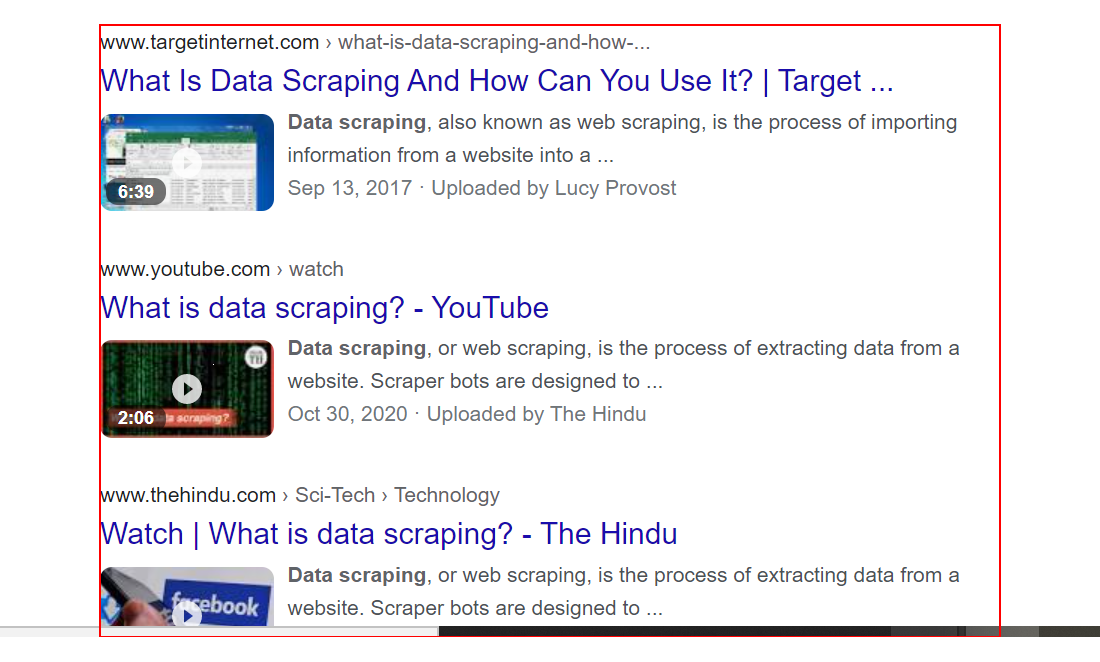 www.targetinternet.com › what-is-data-scraping-and-how-...
What Is Data Scraping And How Can You Use It? | Target ...
Data scraping, also known as web scraping, is the process of importing
information from a website into a ...
6:39
Sep 13, 2017 · Uploaded by Lucy Provost
www.youtube.com › watch
What is data scraping? - YouTube
Data scraping, or web scraping, is the process of extracting data from a
website. Scraper bots are designed to ...
TH
2:06
data scraping?
Oct 30, 2020 · Uploaded by The Hindu
www.thehindu.com › Sci-Tech › Technology
Watch | What is data scraping? - The Hindu
Data scraping, or web scraping, is the process of extracting data from a
facebook
website. Scraper bots are designed to ...